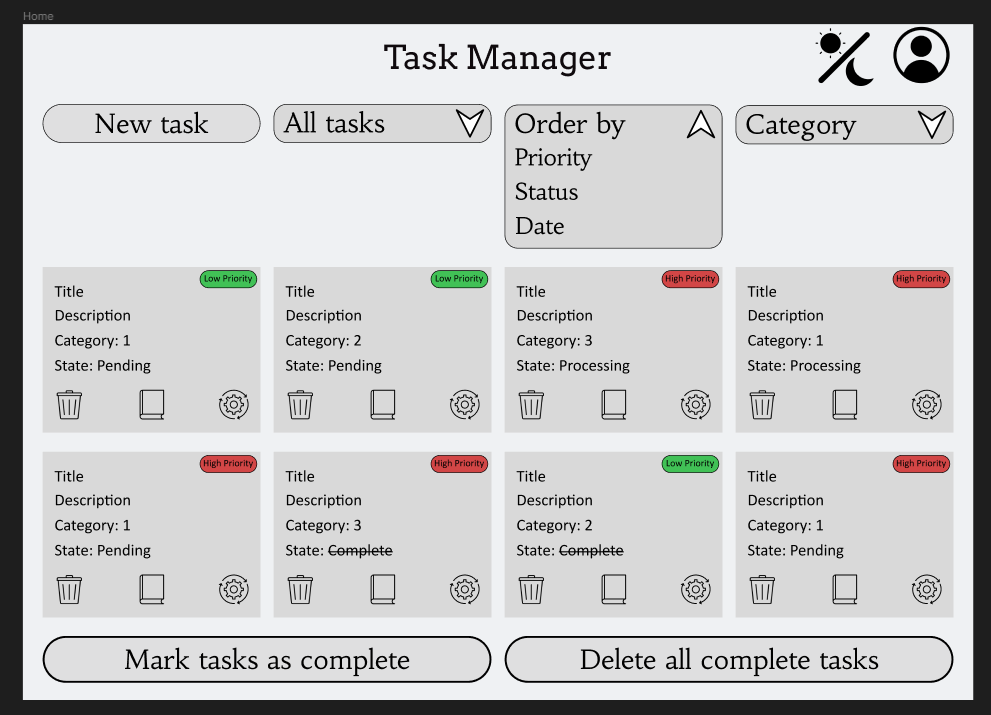 Home
Task Manager
New task
All tasks
Order by
Priority
Status
Date
Category
Low Priority
Title
Description
Category: 1
State: Pending
Low Priority
Title
Description
Category: 2
State: Pending
High Priority
Title
Description
Category: 3
State: Processing
High Priority
Title
Description
Category: 1
State: Processing
High Priority
Title
Description
Category: 1
State: Pending
High Priority
Title
Description
Category: 3
State: Complete
Low Priority
Title
Description
Category: 2
State: Complete
High Priority
Title
Description
Category: 1
State: Pending
Mark tasks as complete
Delete all complete tasks